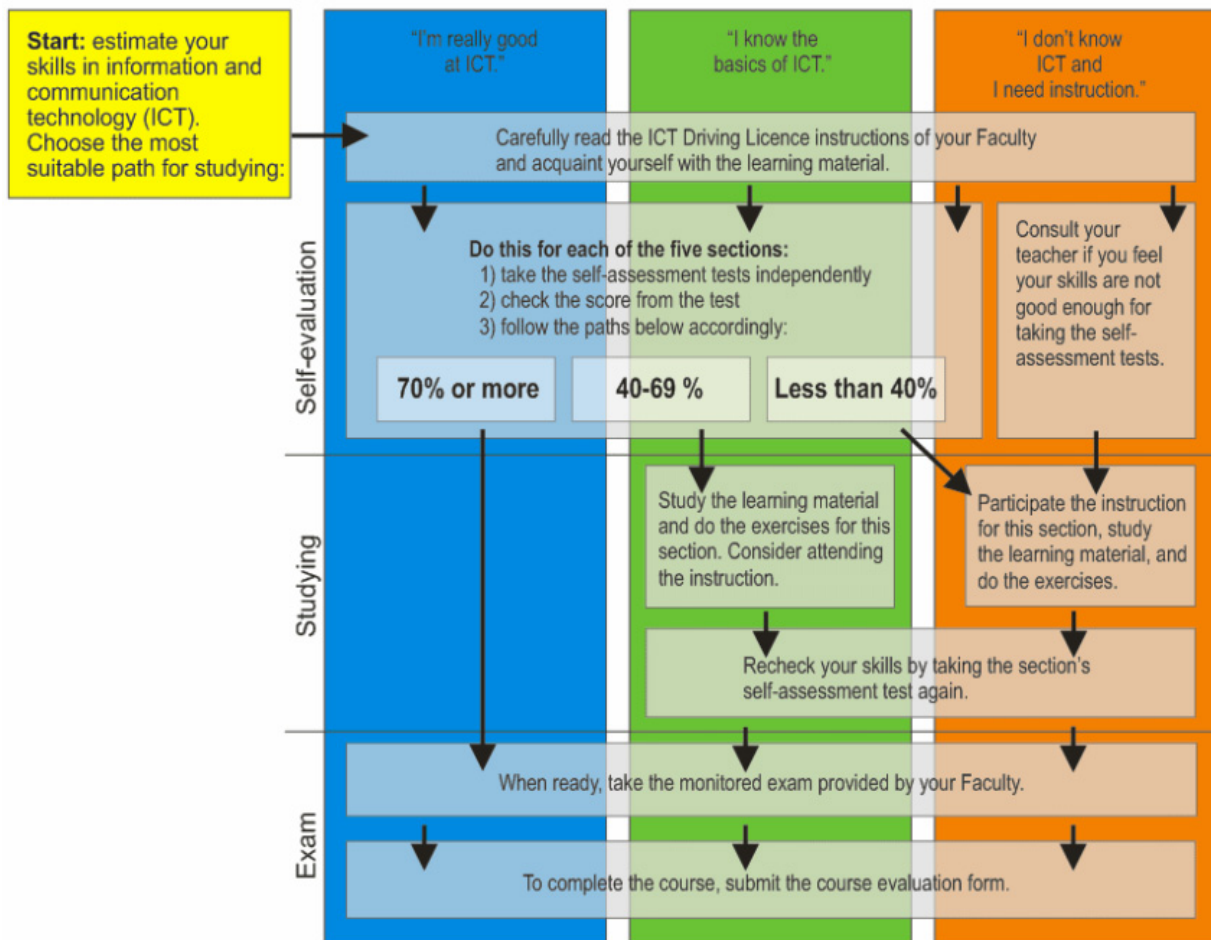 Start: estimate your
skills in information and
communication
technology (ICT).
Choose the most
suitable path for studying:
“I’m really good
at ICT.”
“I know the
basics of ICT.”
“I don’t know
ICT and
I need instruction.”
Carefully read the ICT Driving Licence instructions of your Faculty
and acquaint yourself with the learning material.
Self-evaluation
Do this for each of the five sections:
1) take the self-assessment tests independently
2) check the score from the test
3) follow the paths below accordingly:
70% or more
40-69 %
Less than 40%
Consult your
teacher if you feel
your skills are not
good enough for
taking the self-
assessment tests.
Studying
Study the learning material
and do the exercises for this
section. Consider attending
the instruction.
Participate the instruction
for this section, study
the learning material, and
do the exercises.
Recheck your skills by taking the section’s
self-assessment test again.
Exam
When ready, take the monitored exam provided by your Faculty.
To complete the course, submit the course evaluation form.